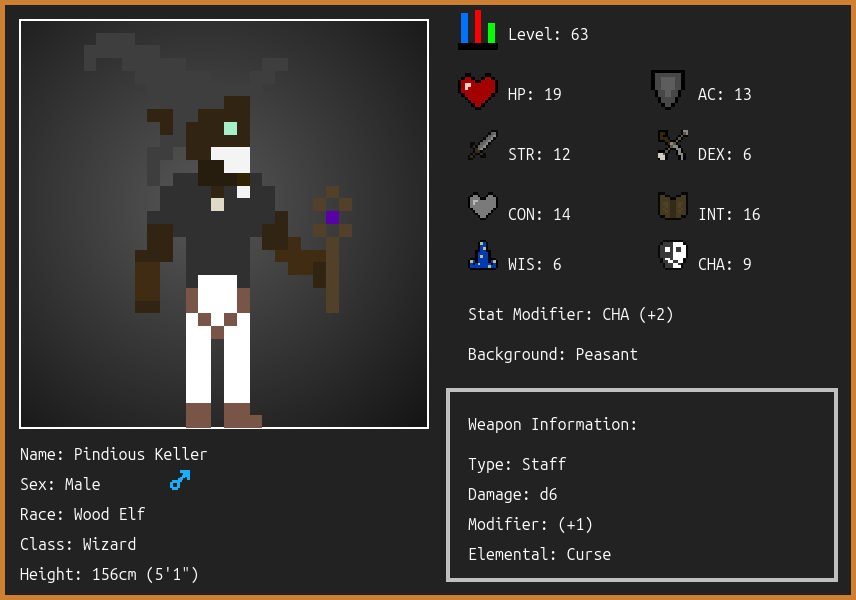 Level: 63
HP: 19
AC: 13
STR: 12
DEX: 6
CON: 14
INT: 16
WIS: 6
CHA: 9
Stat Modifier: CHA (+2)
Background: Peasant
Weapon Information:
Type: Staff
Damage: d6
Modifier: (+1)
Elemental: Curse
Name: Pindious Keller
Sex: Male
Race: Wood Elf
Class: Wizard
Height: 156cm (5'1")